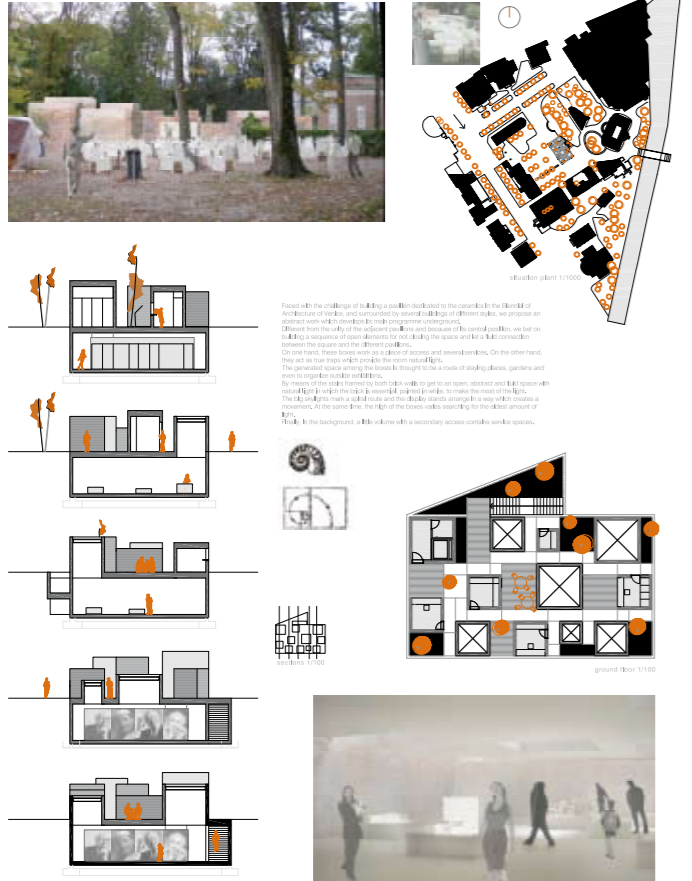 situation plant 1/1000
Faced with the challenge of building a pavilion dedicated to the ceramics in the Biennial of
Architecture of Venice, and surrounded by several buildings of different styles, we propose an
abstract work which develops its main programme underground.
Different from the unity of the adjacent pavilions and because of its central position, we bet on
building a sequence of open elements for not closing the space and let a fluid connection
between the square and the different pavilions.
On one hand, these boxes work as a piece of access and several services. On the other hand,
they act as true traps which provide the room natural light.
The generated space among the boxes is thought to be a route of staying places, gardens and
even to organize outside exhibitions.
By means of the stairs framed by both brick walls to get to an open, abstract and fluid space with
natural light in which the brick is essential, painted in white, to make the most of the light.
The big skylights mark a spiral route and the display stands arrange in a way which creates a
movement. At the same time, the high of the boxes varies searching for the amount of
light.
Finally, in the background, a little volume with a secondary access contains service spaces.
sections 1/100
ground floor 1/100